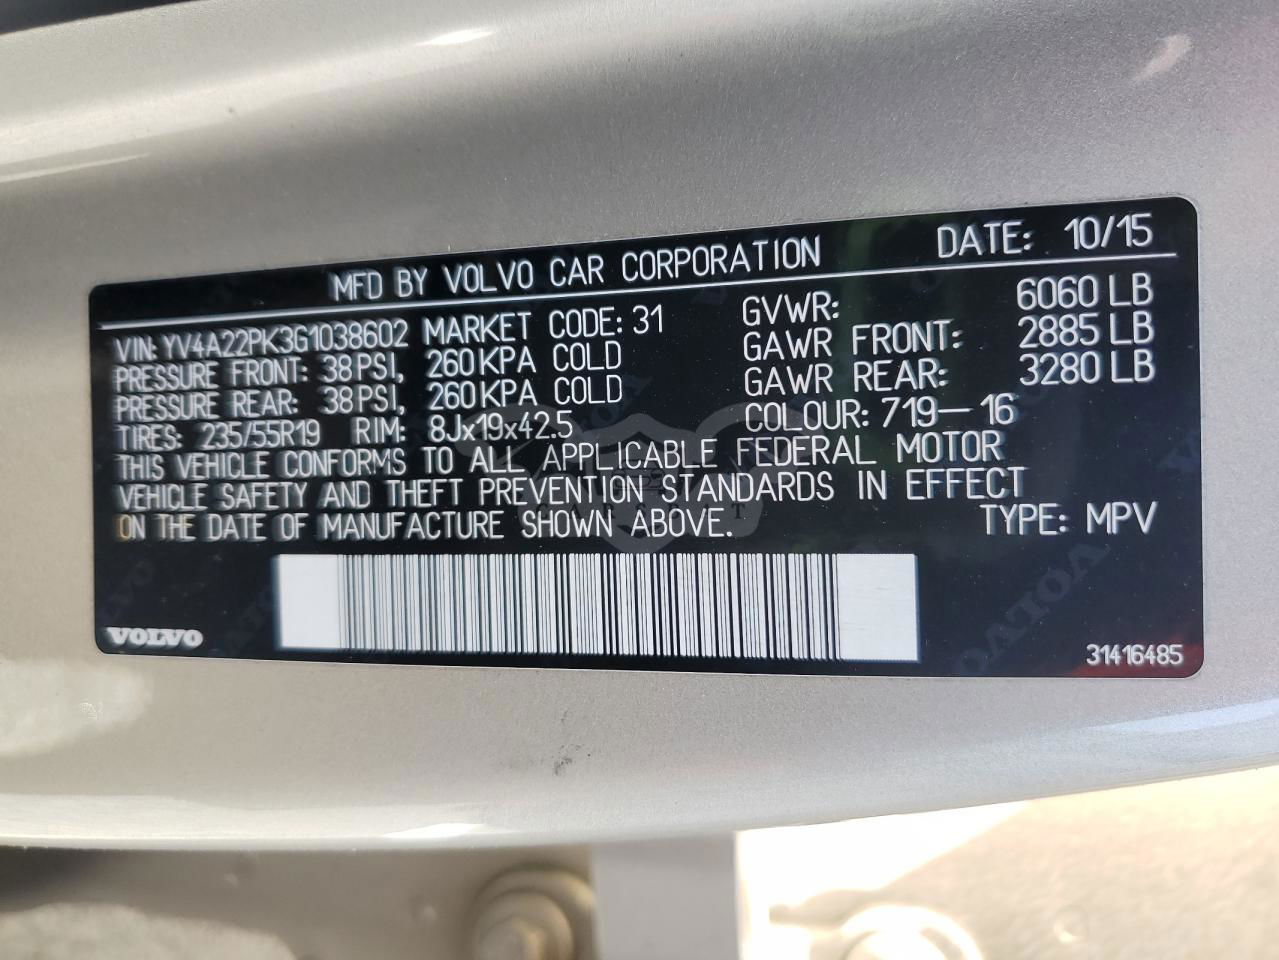 MFD BY VOLVO CAR CORPORATION DATE: 10/15
VIN: YV4A22PK3G1038602 MARKET CODE: 31 GVWR: 6060 LB
PRESSURE FRONT: 38 PSI, 260 KPA COLD GAWR FRONT: 2885 LB
PRESSURE REAR: 38 PSI, 260 KPA COLD GAWR REAR: 3280 LB
TIRES: 235/55R19 RIM: 8Jx19x42.5 COLOUR: 719-16
THIS VEHICLE CONFORMS TO ALL APPLICABLE FEDERAL MOTOR
VEHICLE SAFETY AND THEFT PREVENTION STANDARDS IN EFFECT
ON THE DATE OF MANUFACTURE SHOWN ABOVE. TYPE: MPV
VOLVO 31416485